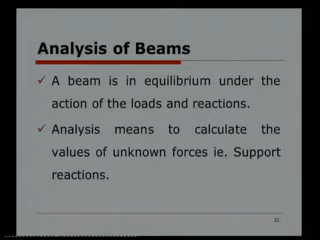 Analysis of Beams
✓ A beam is in equilibrium under the
action of the loads and reactions.
✓ Analysis means to calculate the
values of unknown forces ie. Support
reactions.